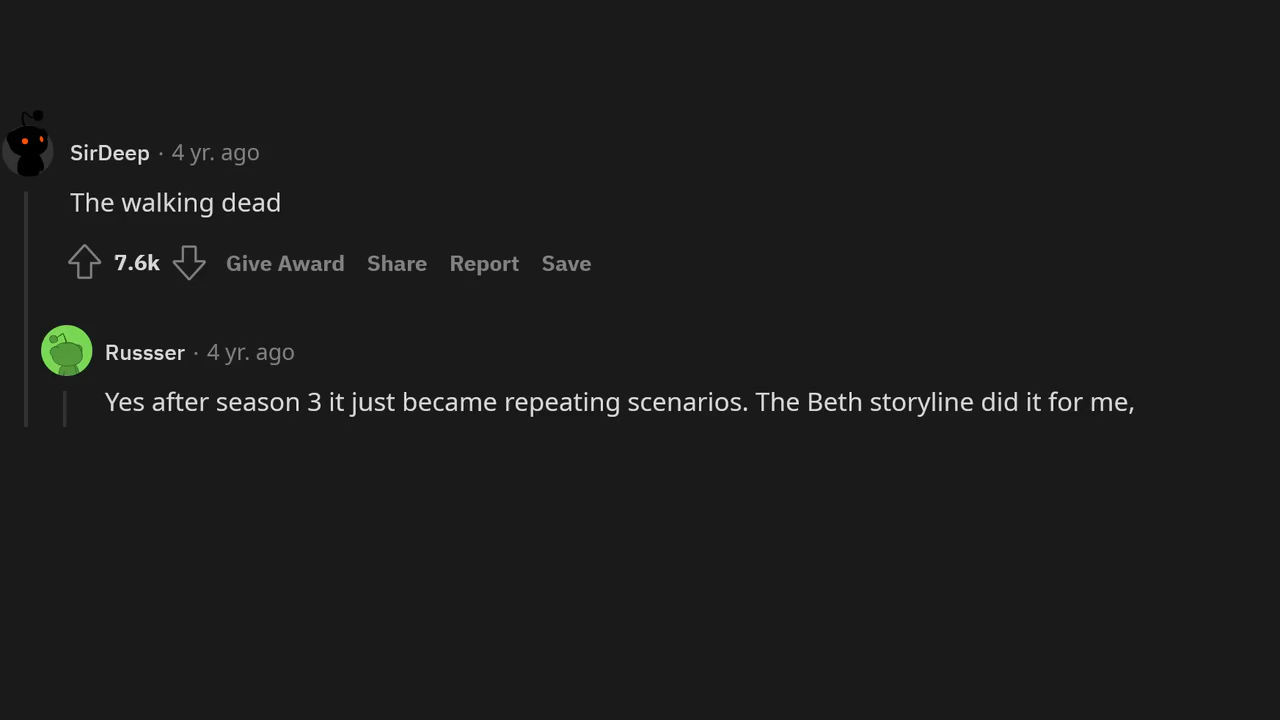 SirDeep · 4 yr. ago
The walking dead
7.6k Give Award Share Report Save
Russser · 4 yr. ago
Yes after season 3 it just became repeating scenarios. The Beth storyline did it for me,